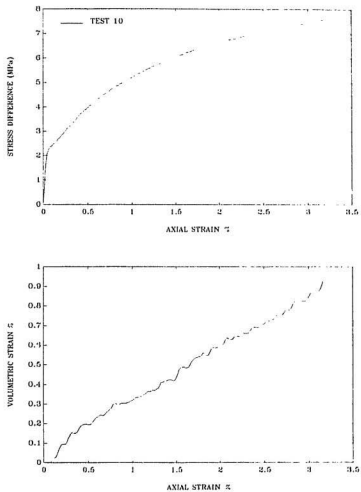 8
7
6
5
4
3
2
1
0
TEST 10
STRESS DIFFERENCE (MPa)
0 0.5 1 1.5 2 2.5 3 3.5
AXIAL STRAIN %
1
0.9
0.8
0.7
0.6
0.5
0.4
0.3
0.2
0.1
0
VOLUMETRIC STRAIN %
0 0.5 1 1.5 2 2.5 3 3.5
AXIAL STRAIN %